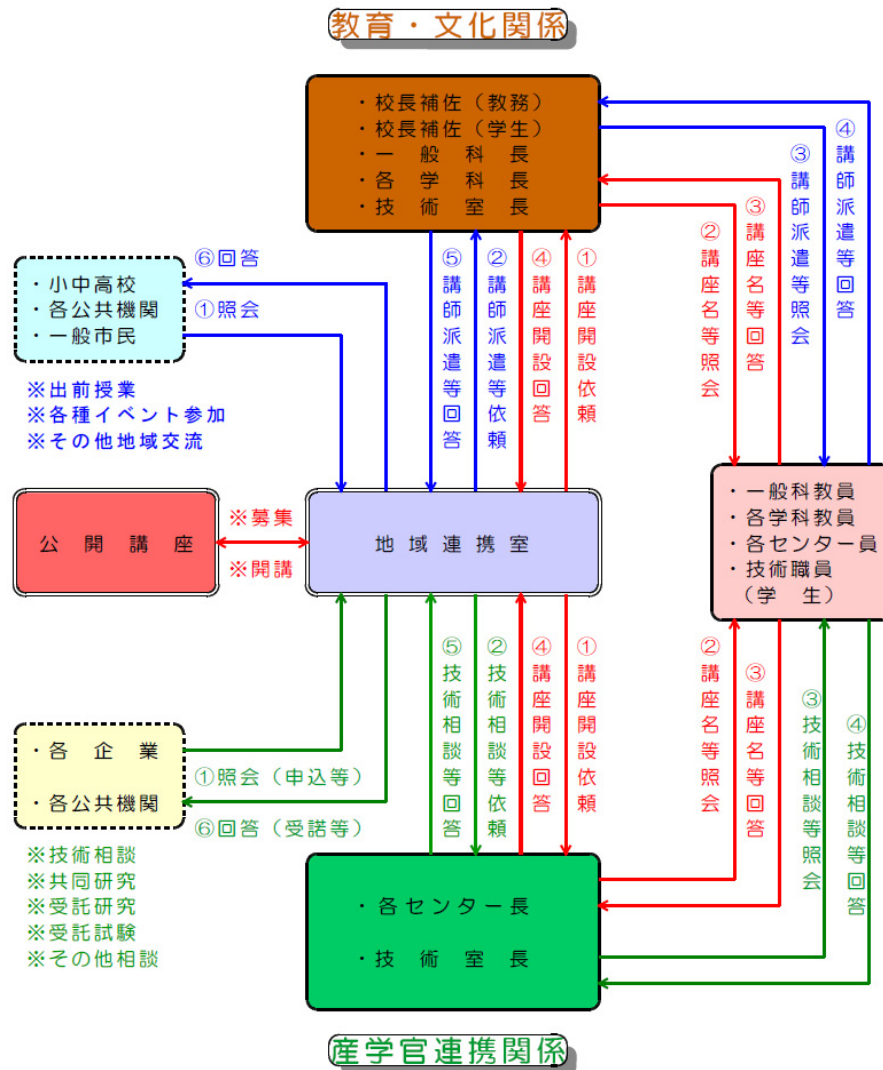 教育・文化関係
・校長補佐（教務）
・校長補佐（学生）
・一般科長
・各学科長
・技術室長
⑥回答
①照会
・小中高校
・各公共機関
・一般市民
※出前授業
※各種イベント参加
※その他地域交流
⑤講師派遣等回答
②講師派遣等依頼
④講座開設回答
①講座開設依頼
②講座名等照会
③講座名等回答
③講師派遣等照会
④講師派遣等回答
公開講座
※募集
※開講
地域連携室
・一般科教員
・各学科教員
・各センター員
・技術職員
（学生）
⑤技術相談等回答
②技術相談等依頼
④講座開設回答
①講座開設依頼
②講座名等照会
③講座名等回答
③技術相談等照会
④技術相談等回答
・各企業
・各公共機関
①照会（申込等）
⑥回答（受諾等）
※技術相談
※共同研究
※受託研究
※受託試験
※その他相談
・各センター長
・技術室長
産学官連携関係